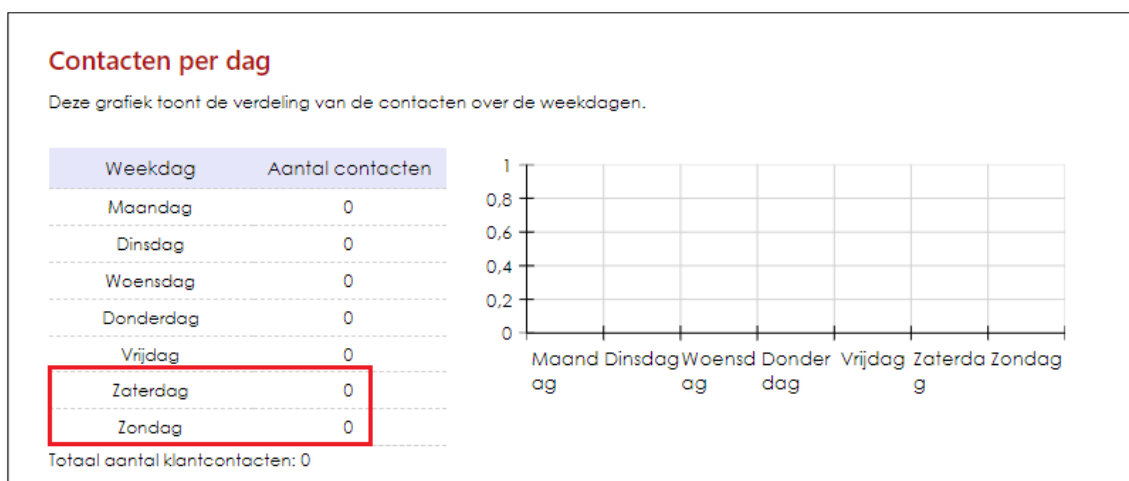 Contacten per dag
Deze grafiek toont de verdeling van de contacten over de weekdagen.
Weekdag Aantal contacten
Maandag 0
Dinsdag 0
Woensdag 0
Donderdag 0
Vrijdag 0
Zaterdag 0
Zondag 0
Totaal aantal klantcontacten: 0
1
0,8
0,6
0,4
0,2
0
Maand Dinsdag Woensd Donder Vrijdag Zaterda Zondag
ag ag dag g